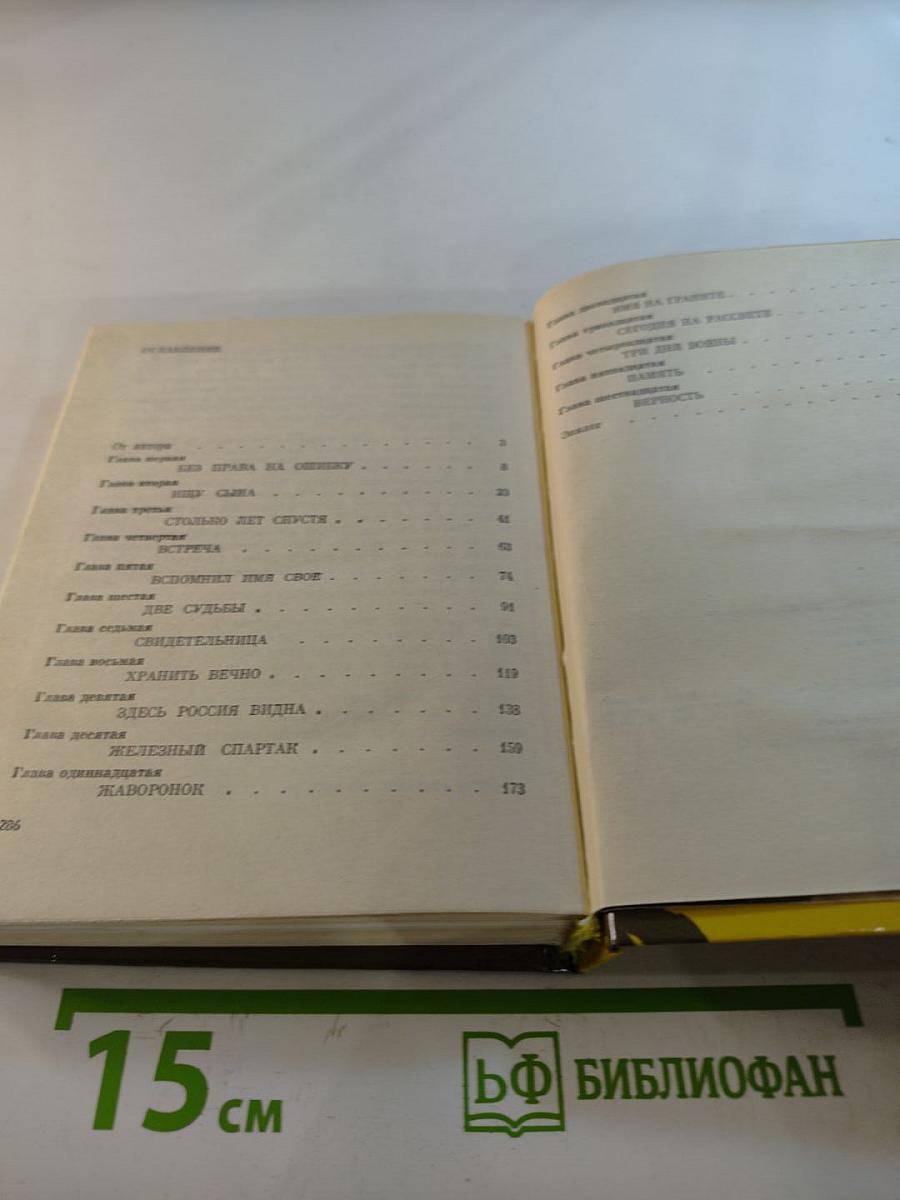 ОГЛАВЛЕНИЕ
От автора . . . . . . . . . . . . . 3
Глава первая
БЕЗ ПРАВА НА ОШИБКУ . . . . . . 8
Глава вторая
ИЩУ СЫНА . . . . . . . . . . 23
Глава третья
СТОЛЬКО ЛЕТ СПУСТЯ . . . . . . . 41
Глава четвертая
ВСТРЕЧА . . . . . . . . . . . 63
Глава пятая
ВСПОМНИЛ ИМЯ СВОЕ . . . . . . . 74
Глава шестая
ДВЕ СУДЬБЫ . . . . . . . . . . 91
Глава седьмая
СВИДЕТЕЛЬНИЦА . . . . . . . . 103
Глава восьмая
ХРАНИТЬ ВЕЧНО . . . . . . . . 119
Глава девятая
ЗДЕСЬ РОССИЯ ВИДНА . . . . . . 138
Глава десятая
ЖЕЛЕЗНЫЙ СПАРТАК . . . . . . . 159
Глава одиннадцатая
ЖАВОРОНОК . . . . . . . . . . 173
286
Глава двенадцатая
ИМЯ НА ГРАНИТЕ . . . . . . .
Глава тринадцатая
СЕГОДНЯ НА РАССВЕТЕ . . . . .
Глава четырнадцатая
ТРИ ДНЯ ВОЙНЫ . . . . . . .
Глава пятнадцатая
ПАМЯТЬ . . . . . . . .
Глава шестнадцатая
ВЕРНОСТЬ . . . . . . . .
Эпилог . . . . . . . . . .
15 см
БФ БИБЛИОФАН